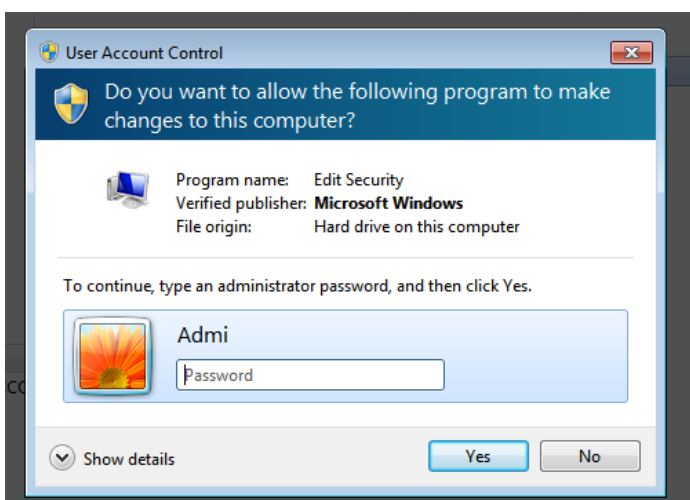 User Account Control
Do you want to allow the following program to make
changes to this computer?
Program name: Edit Security
Verified publisher: Microsoft Windows
File origin: Hard drive on this computer
To continue, type an administrator password, and then click Yes.
Admi
Password
Show details
Yes No